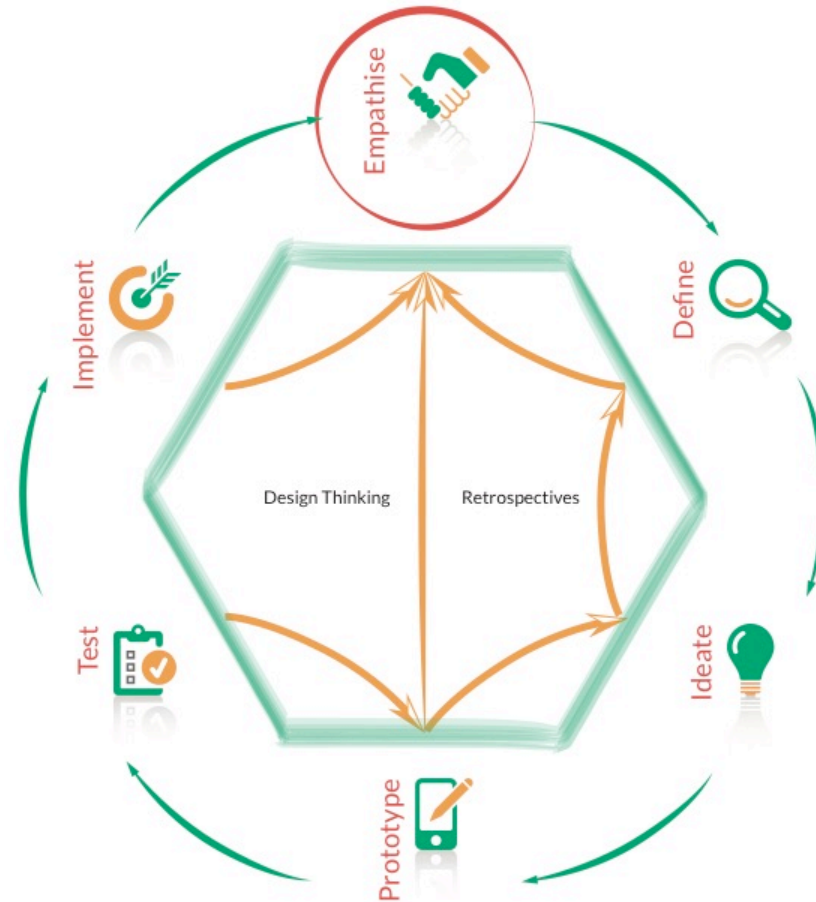 Empathise
Define
Ideate
Prototype
Test
Implement
Design Thinking
Retrospectives